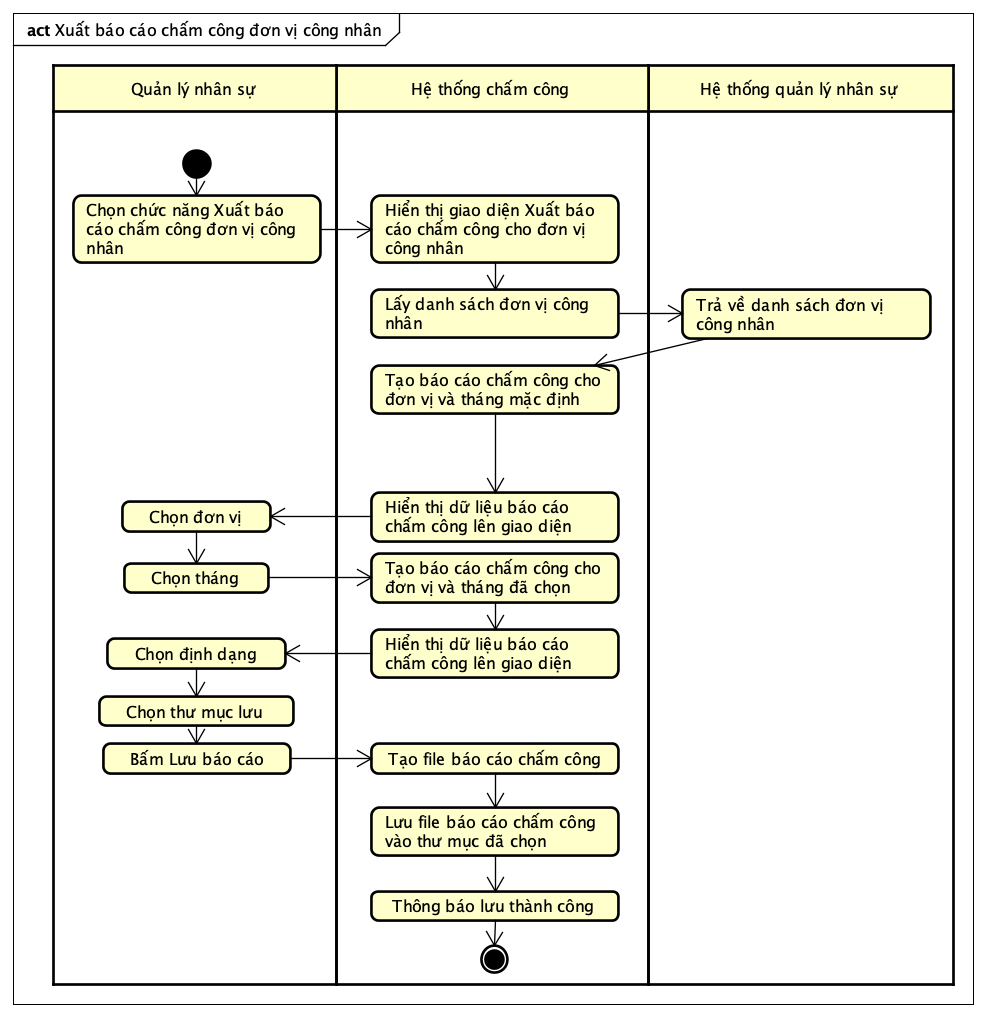 act Xuất báo cáo chấm công đơn vị công nhân
Quản lý nhân sự
Hệ thống chấm công
Hệ thống quản lý nhân sự
Chọn chức năng Xuất báo
cáo chấm công đơn vị công
nhân
Hiển thị giao diện Xuất báo
cáo chấm công cho đơn vị
công nhân
Lấy danh sách đơn vị công
nhân
Trả về danh sách đơn vị
công nhân
Tạo báo cáo chấm công cho
đơn vị và tháng mặc định
Hiển thị dữ liệu báo cáo
chấm công lên giao diện
Chọn đơn vị
Chọn tháng
Tạo báo cáo chấm công cho
đơn vị và tháng đã chọn
Hiển thị dữ liệu báo cáo
chấm công lên giao diện
Chọn định dạng
Chọn thư mục lưu
Bấm Lưu báo cáo
Tạo file báo cáo chấm công
Lưu file báo cáo chấm công
vào thư mục đã chọn
Thông báo lưu thành công